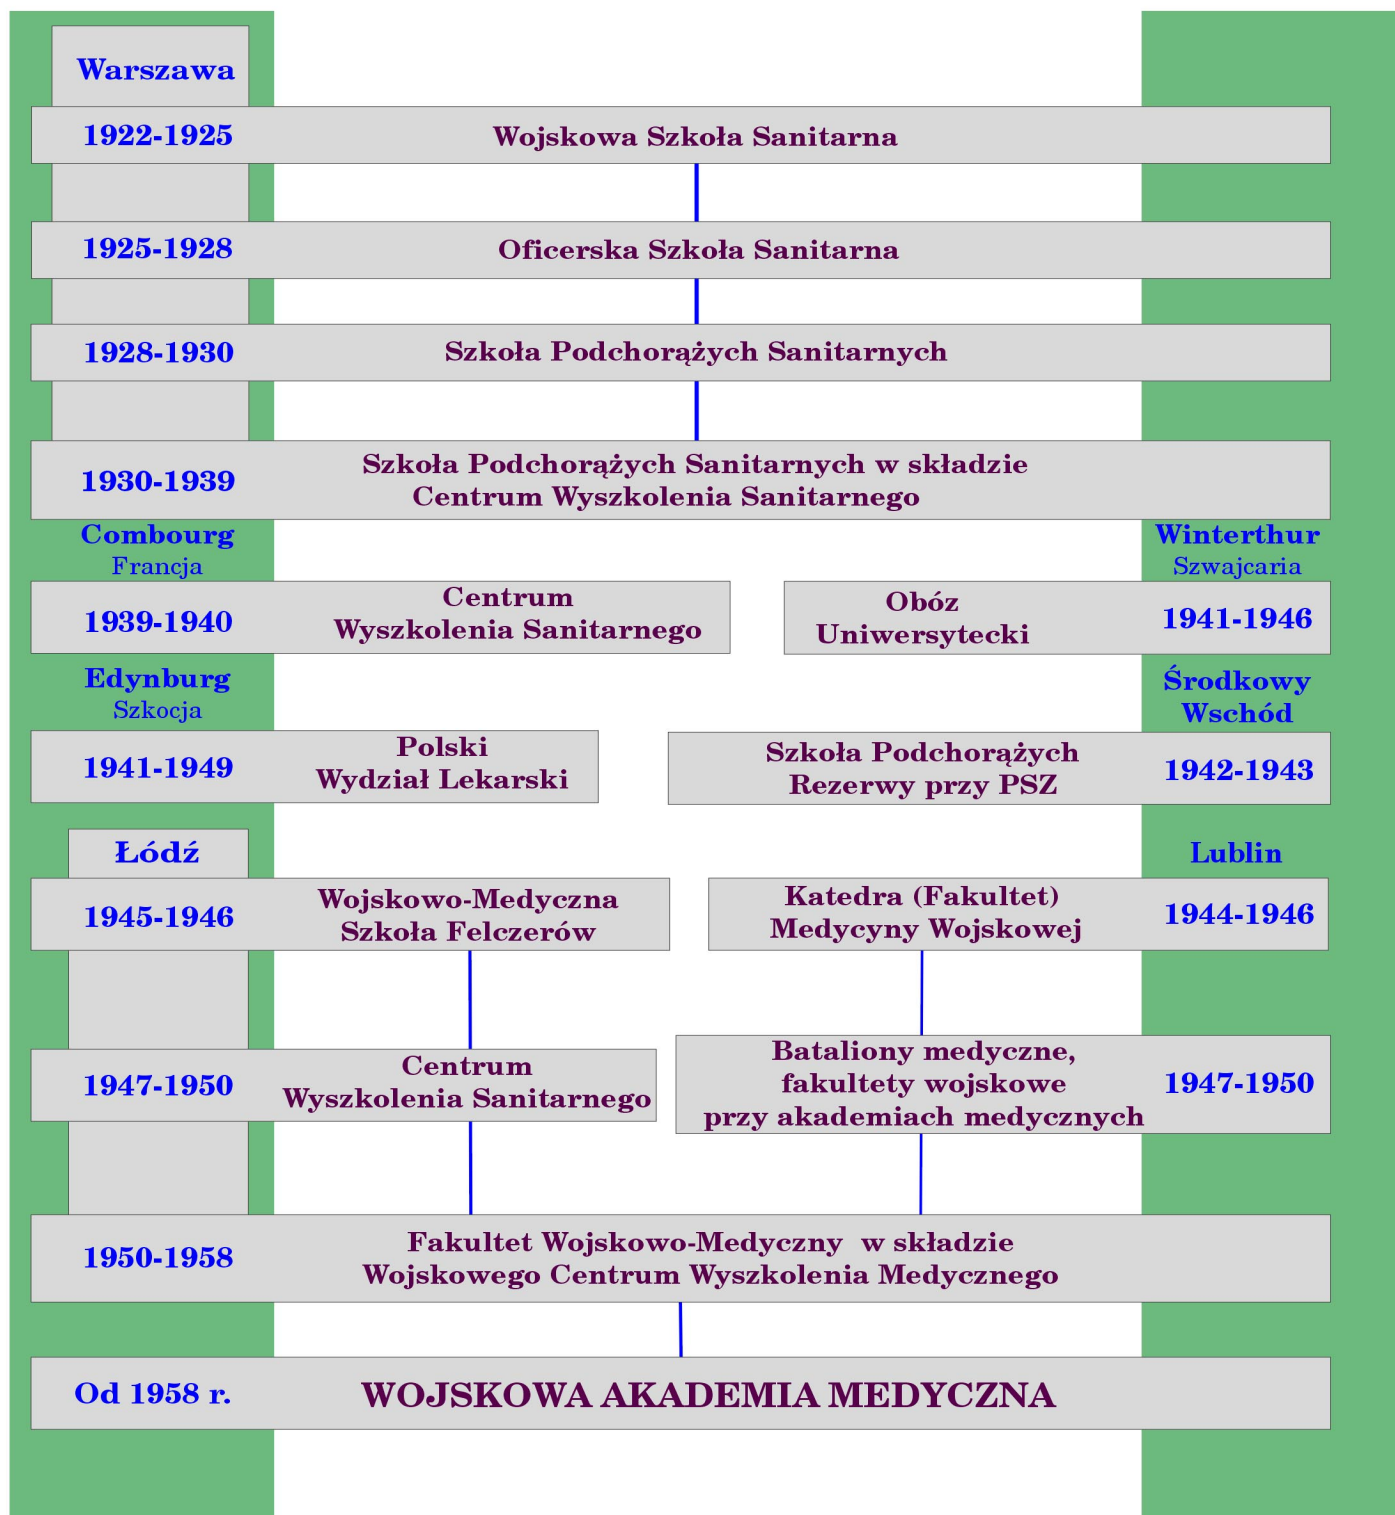 Warszawa
1922-1925
Wojskowa Szkoła Sanitarna
1925-1928
Oficerska Szkoła Sanitarna
1928-1930
Szkoła Podchorążych Sanitarnych
1930-1939
Szkoła Podchorążych Sanitarnych w składzie
Centrum Wyszkolenia Sanitarnego
Combourg
Francja
1939-1940
Centrum
Wyszkolenia Sanitarnego
Winterthur
Szwajcaria
Obóz
Uniwersytecki
1941-1946
Edynburg
Szkocja
1941-1949
Polski
Wydział Lekarski
Środkowy
Wschód
Szkoła Podchorążych
Rezerwy przy PSZ
1942-1943
Łódź
1945-1946
Wojskowo-Medyczna
Szkoła Felczerów
Lublin
Katedra (Fakultet)
Medycyny Wojskowej
1944-1946
1947-1950
Centrum
Wyszkolenia Sanitarnego
Bataliony medyczne,
fakultety wojskowe
przy akademiach medycznych
1947-1950
1950-1958
Fakultet Wojskowo-Medyczny w składzie
Wojskowego Centrum Wyszkolenia Medycznego
Od 1958 r.
WOJSKOWA AKADEMIA MEDYCZNA